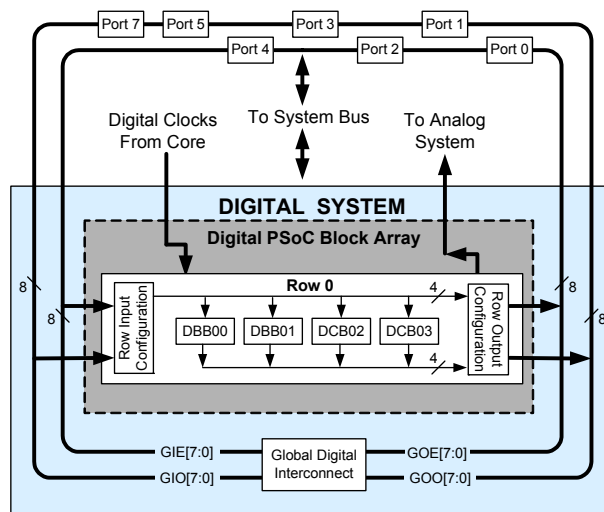 Port 7 Port 5 Port 3 Port 1
Port 4 Port 2 Port 0
Digital Clocks
From Core
To System Bus
To Analog
System
DIGITAL SYSTEM
Digital PSoC Block Array
Row 0
Row Input
Configuration
DBB00 DBB01 DCB02 DCB03
4
4
Row Output
Configuration
8
8
8
8
GIE[7:0]
GIO[7:0]
Global Digital
Interconnect
GOE[7:0]
GOO[7:0]